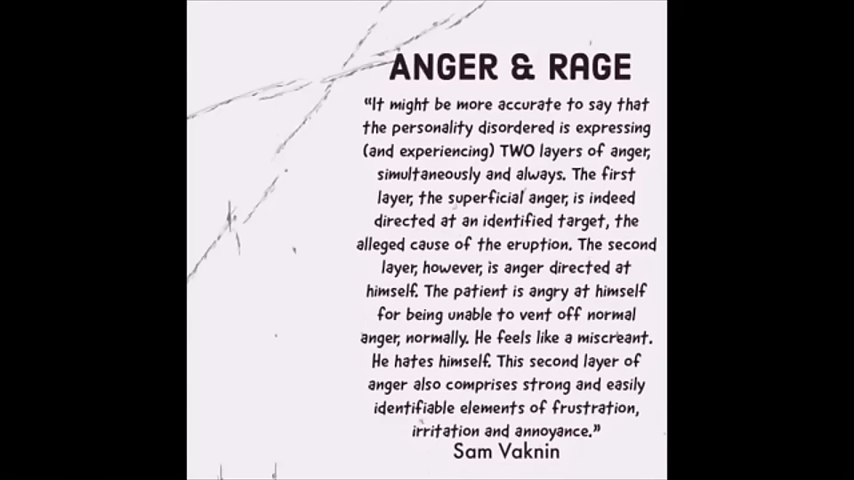 ANGER & RAGE
"It might be more accurate to say that
the personality disordered is expressing
(and experiencing) TWO layers of anger,
simultaneously and always. The first
layer, the superficial anger, is indeed
directed at an identified target, the
alleged cause of the eruption. The second
layer, however, is anger directed at
himself. The patient is angry at himself
for being unable to vent off normal
anger, normally. He feels like a miscreant.
He hates himself. This second layer of
anger also comprises strong and easily
identifiable elements of frustration,
irritation and annoyance."
Sam Vaknin